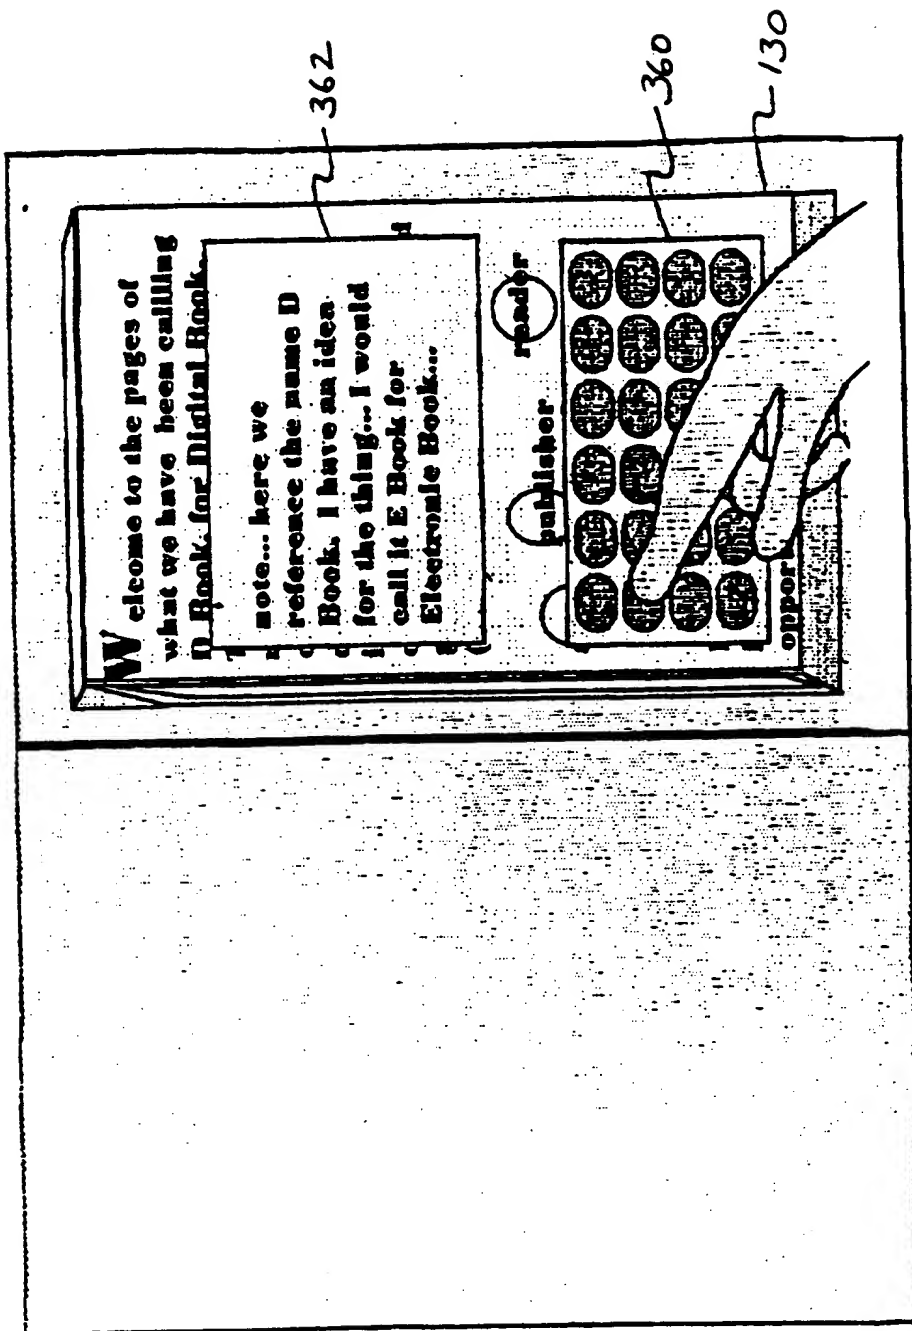 Welcome to the pages of
what we have been callling
D Book, for Digital Book.
note... here we
reference the name D
Book. I have an idea
for the thing... I would
call it E Book for
Electronic Book...
publisher reader
oppor
362
360
130